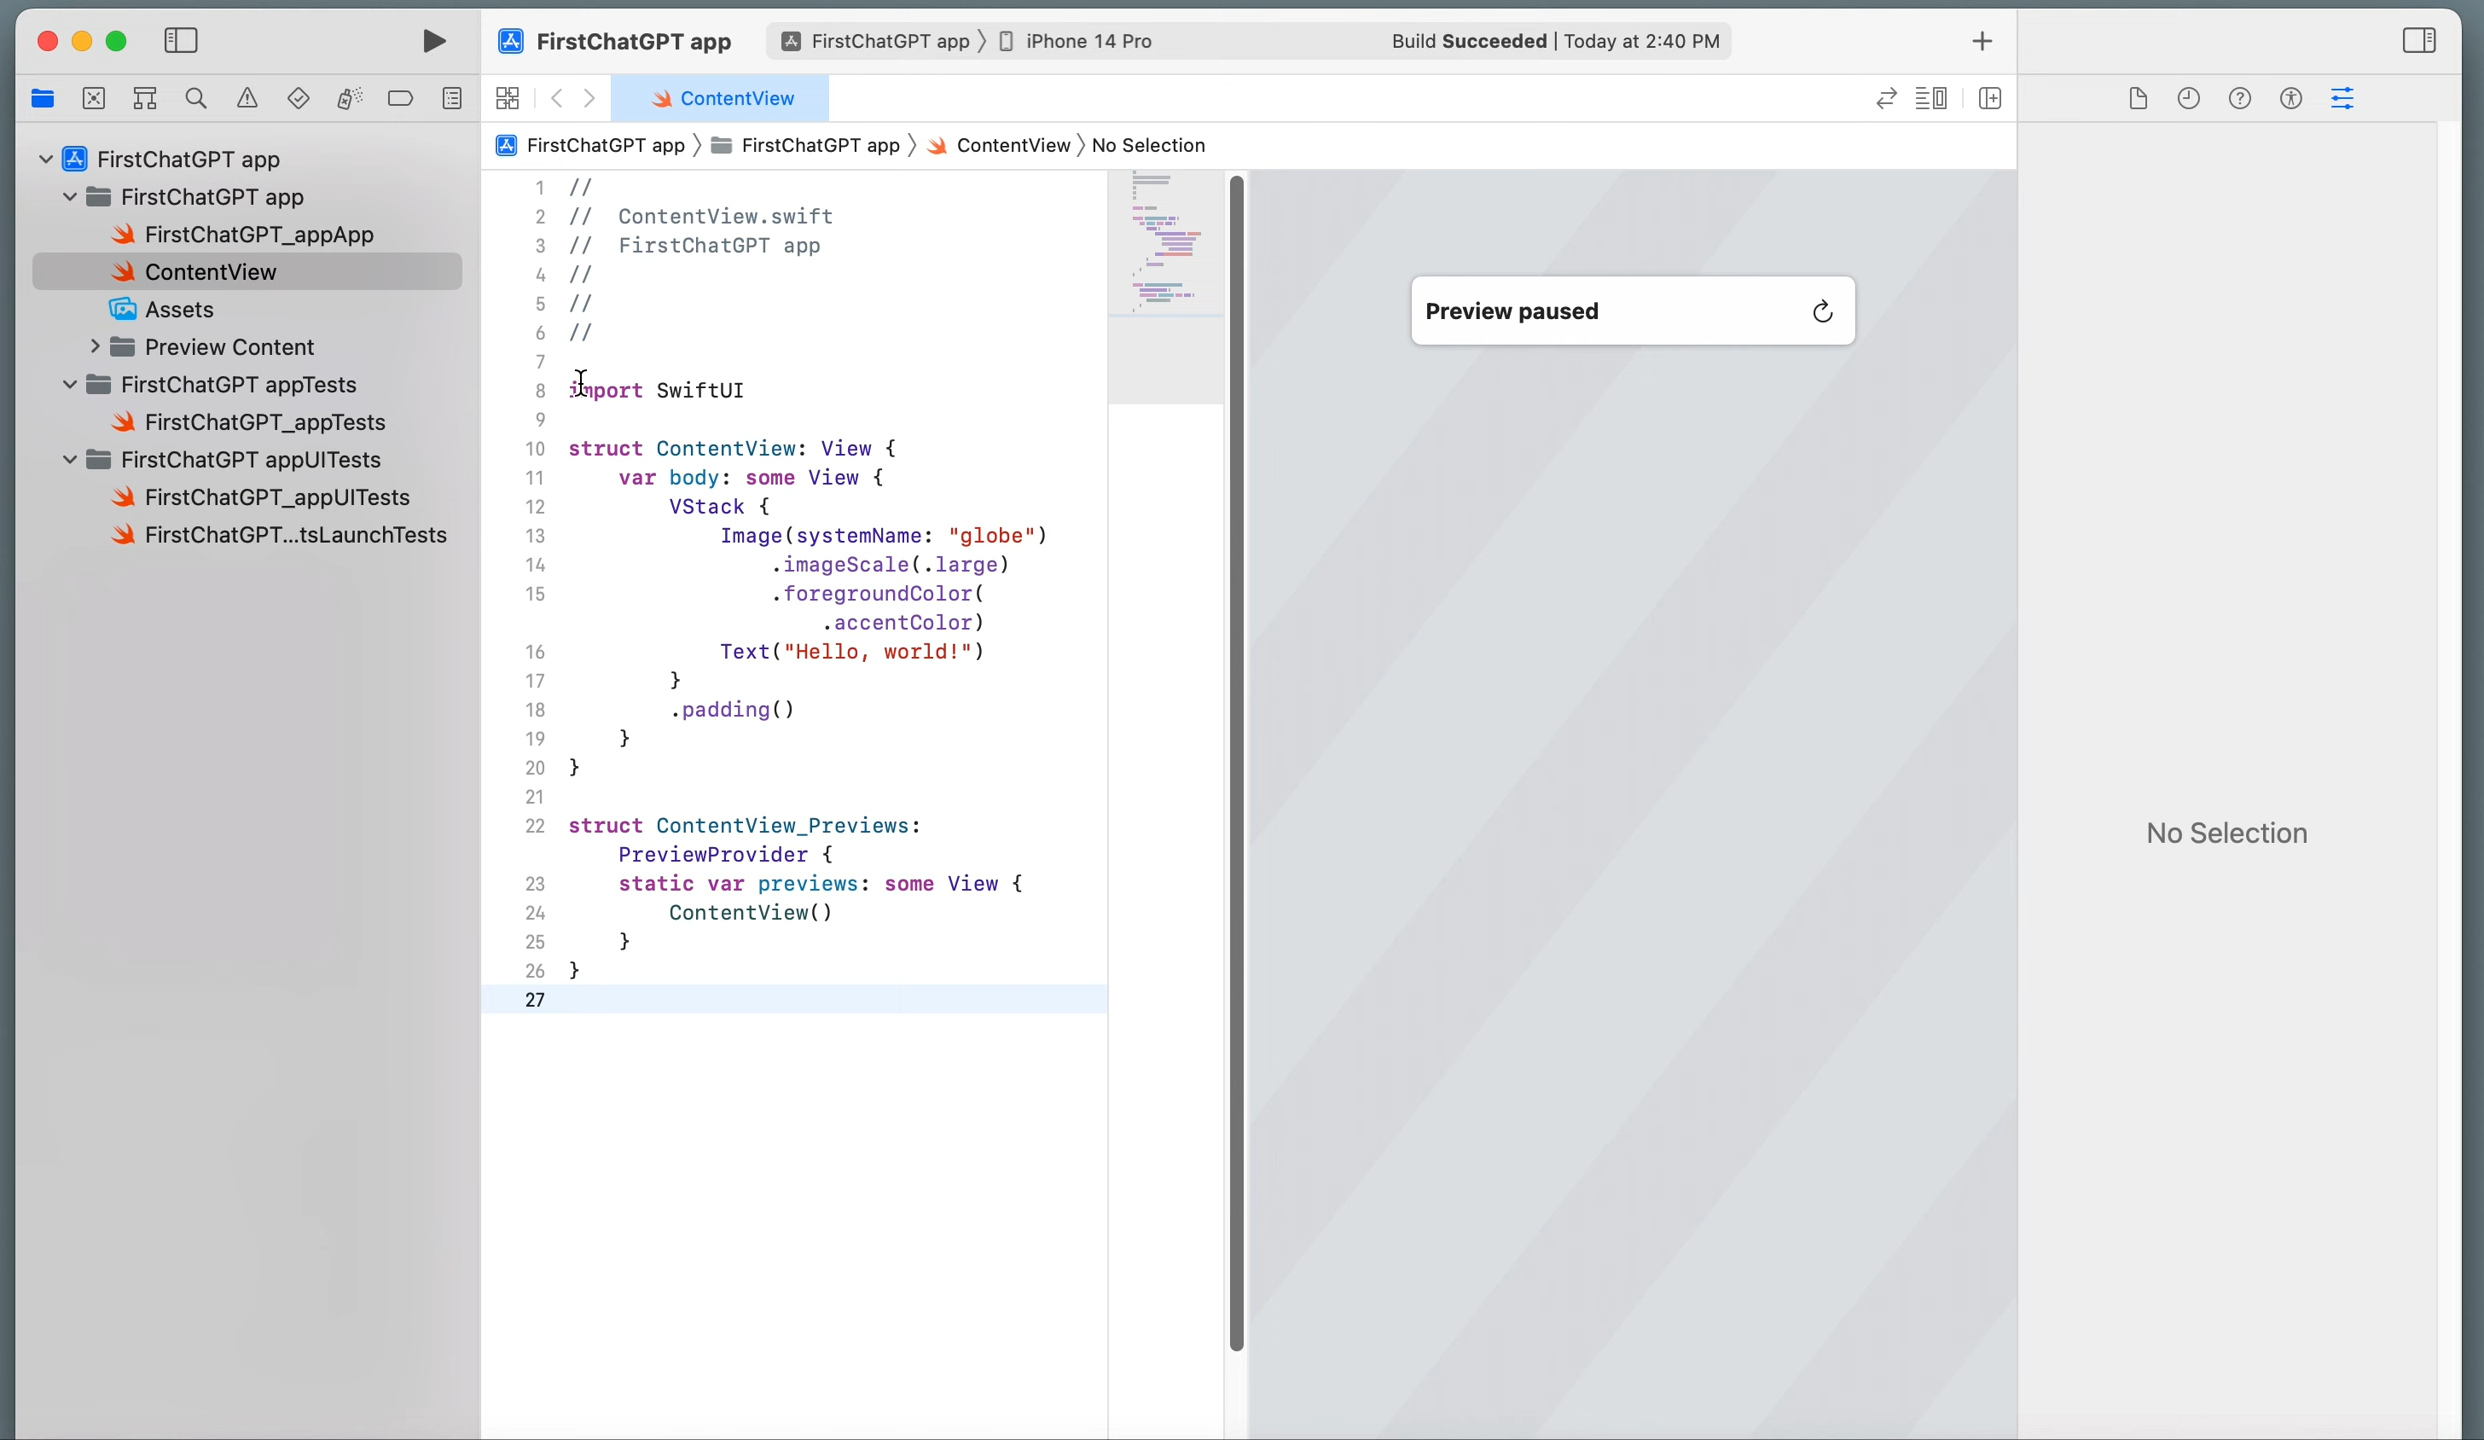 FirstChatGPT app
FirstChatGPT app 〉 iPhone 14 Pro
Build Succeeded | Today at 2:40 PM
ContentView
FirstChatGPT app 〉 FirstChatGPT app 〉 ContentView 〉 No Selection
FirstChatGPT app
FirstChatGPT app
FirstChatGPT_appApp
ContentView
Assets
Preview Content
FirstChatGPT appTests
FirstChatGPT_appTests
FirstChatGPT appUITests
FirstChatGPT_appUITests
FirstChatGPT...tsLaunchTests
1 //
2 //  ContentView.swift
3 //  FirstChatGPT app
4 //
5 //
6 //
7
8 import SwiftUI
9
10 struct ContentView: View {
11     var body: some View {
12         VStack {
13             Image(systemName: "globe")
14                 .imageScale(.large)
15                 .foregroundColor(
                    .accentColor)
16             Text("Hello, world!")
17         }
18         .padding()
19     }
20 }
21
22 struct ContentView_Previews:
    PreviewProvider {
23     static var previews: some View {
24         ContentView()
25     }
26 }
27
Preview paused
No Selection